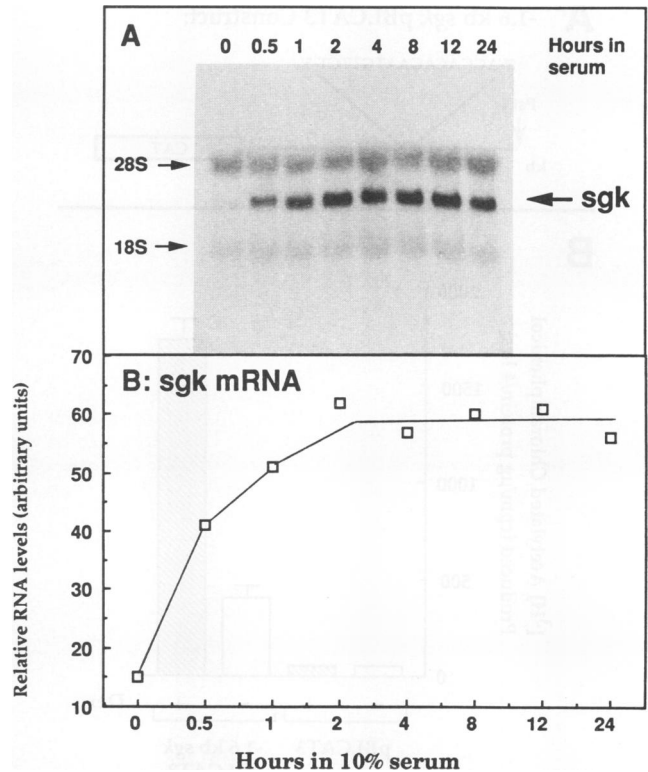 A
0 0.5 1 2 4 8 12 24 Hours in
serum
28S
sgk
18S
B: sgk mRNA
Relative RNA levels (arbitrary units)
70
60
50
40
30
20
10
0 0.5 1 2 4 8 12 24
Hours in 10% serum